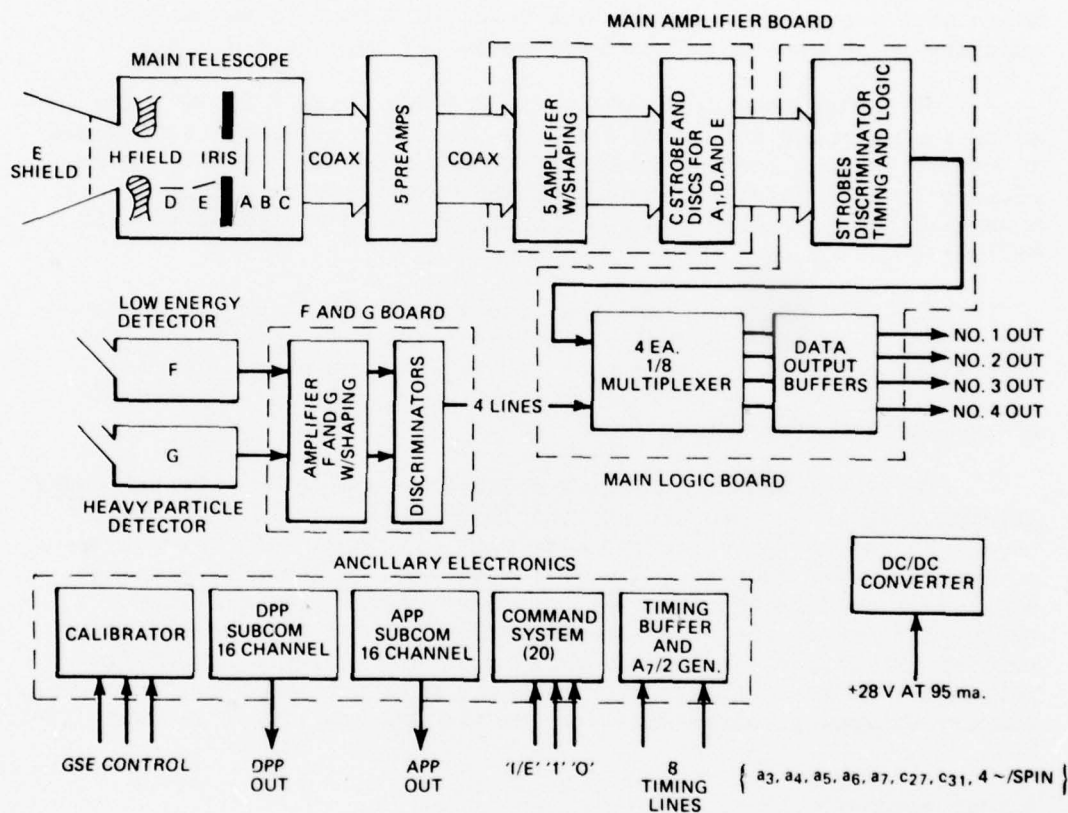 MAIN AMPLIFIER BOARD
MAIN TELESCOPE
E
SHIELD
H FIELD
IRIS
D
E
A
B
C
COAX
5 PREAMPS
COAX
5 AMPLIFIER
W/SHAPING
C STROBE AND
DISCS FOR
A1, D, AND E
STROBES
DISCRIMINATOR
TIMING AND LOGIC
LOW ENERGY
DETECTOR
F
G
HEAVY PARTICLE
DETECTOR
F AND G BOARD
AMPLIFIER
F AND G
W/SHAPING
DISCRIMINATORS
4 LINES
4 EA.
1/8
MULTIPLEXER
DATA
OUTPUT
BUFFERS
NO. 1 OUT
NO. 2 OUT
NO. 3 OUT
NO. 4 OUT
MAIN LOGIC BOARD
ANCILLARY ELECTRONICS
CALIBRATOR
DPP
SUBCOM
16 CHANNEL
APP
SUBCOM
16 CHANNEL
COMMAND
SYSTEM
(20)
TIMING
BUFFER
AND
A7/2 GEN.
DC/DC
CONVERTER
+28 V AT 95 ma.
GSE CONTROL
DPP
OUT
APP
OUT
'I/E' '1' 'O'
8
TIMING
LINES
{ a3, a4, a5, a6, a7, c27, c31, 4 ~/SPIN }